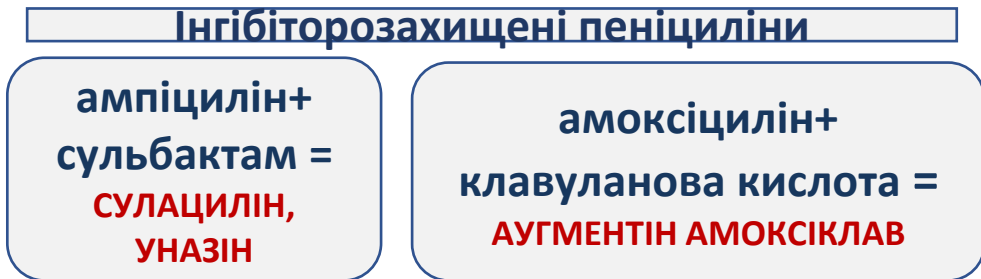 Інгібіторозахищені пеніциліни
ампіцилін+
сульбактам =
СУЛАЦИЛІН,
УНАЗІН
амоксіцилін+
клавуланова кислота =
АУГМЕНТІН АМОКСІКЛАВ